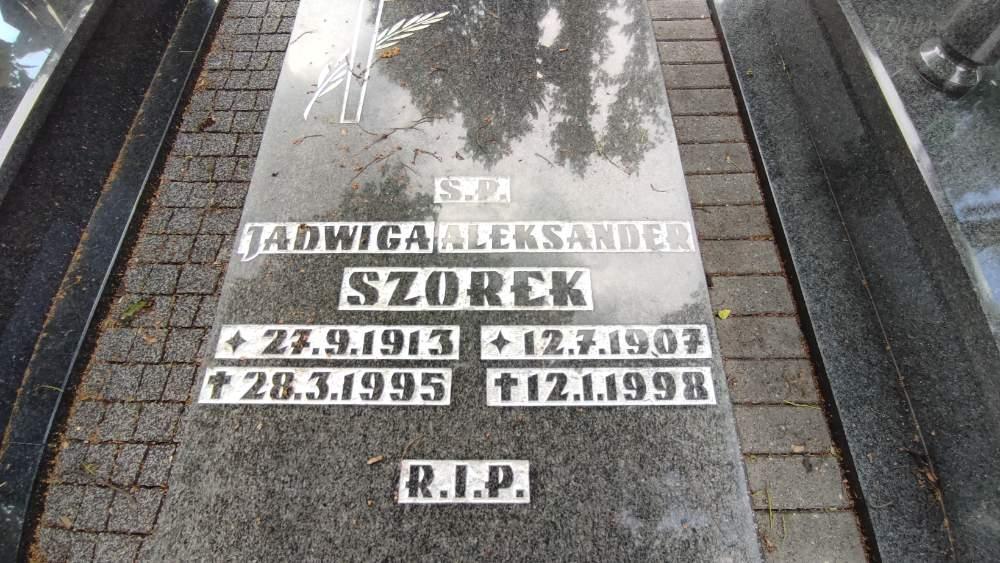 S.P.
JADWIGA ALEKSANDER
SZOREK
✦ 27.9.1913 ✦ 12.7.1907
✝ 28.3.1995 ✝ 12.1.1998
R.I.P.